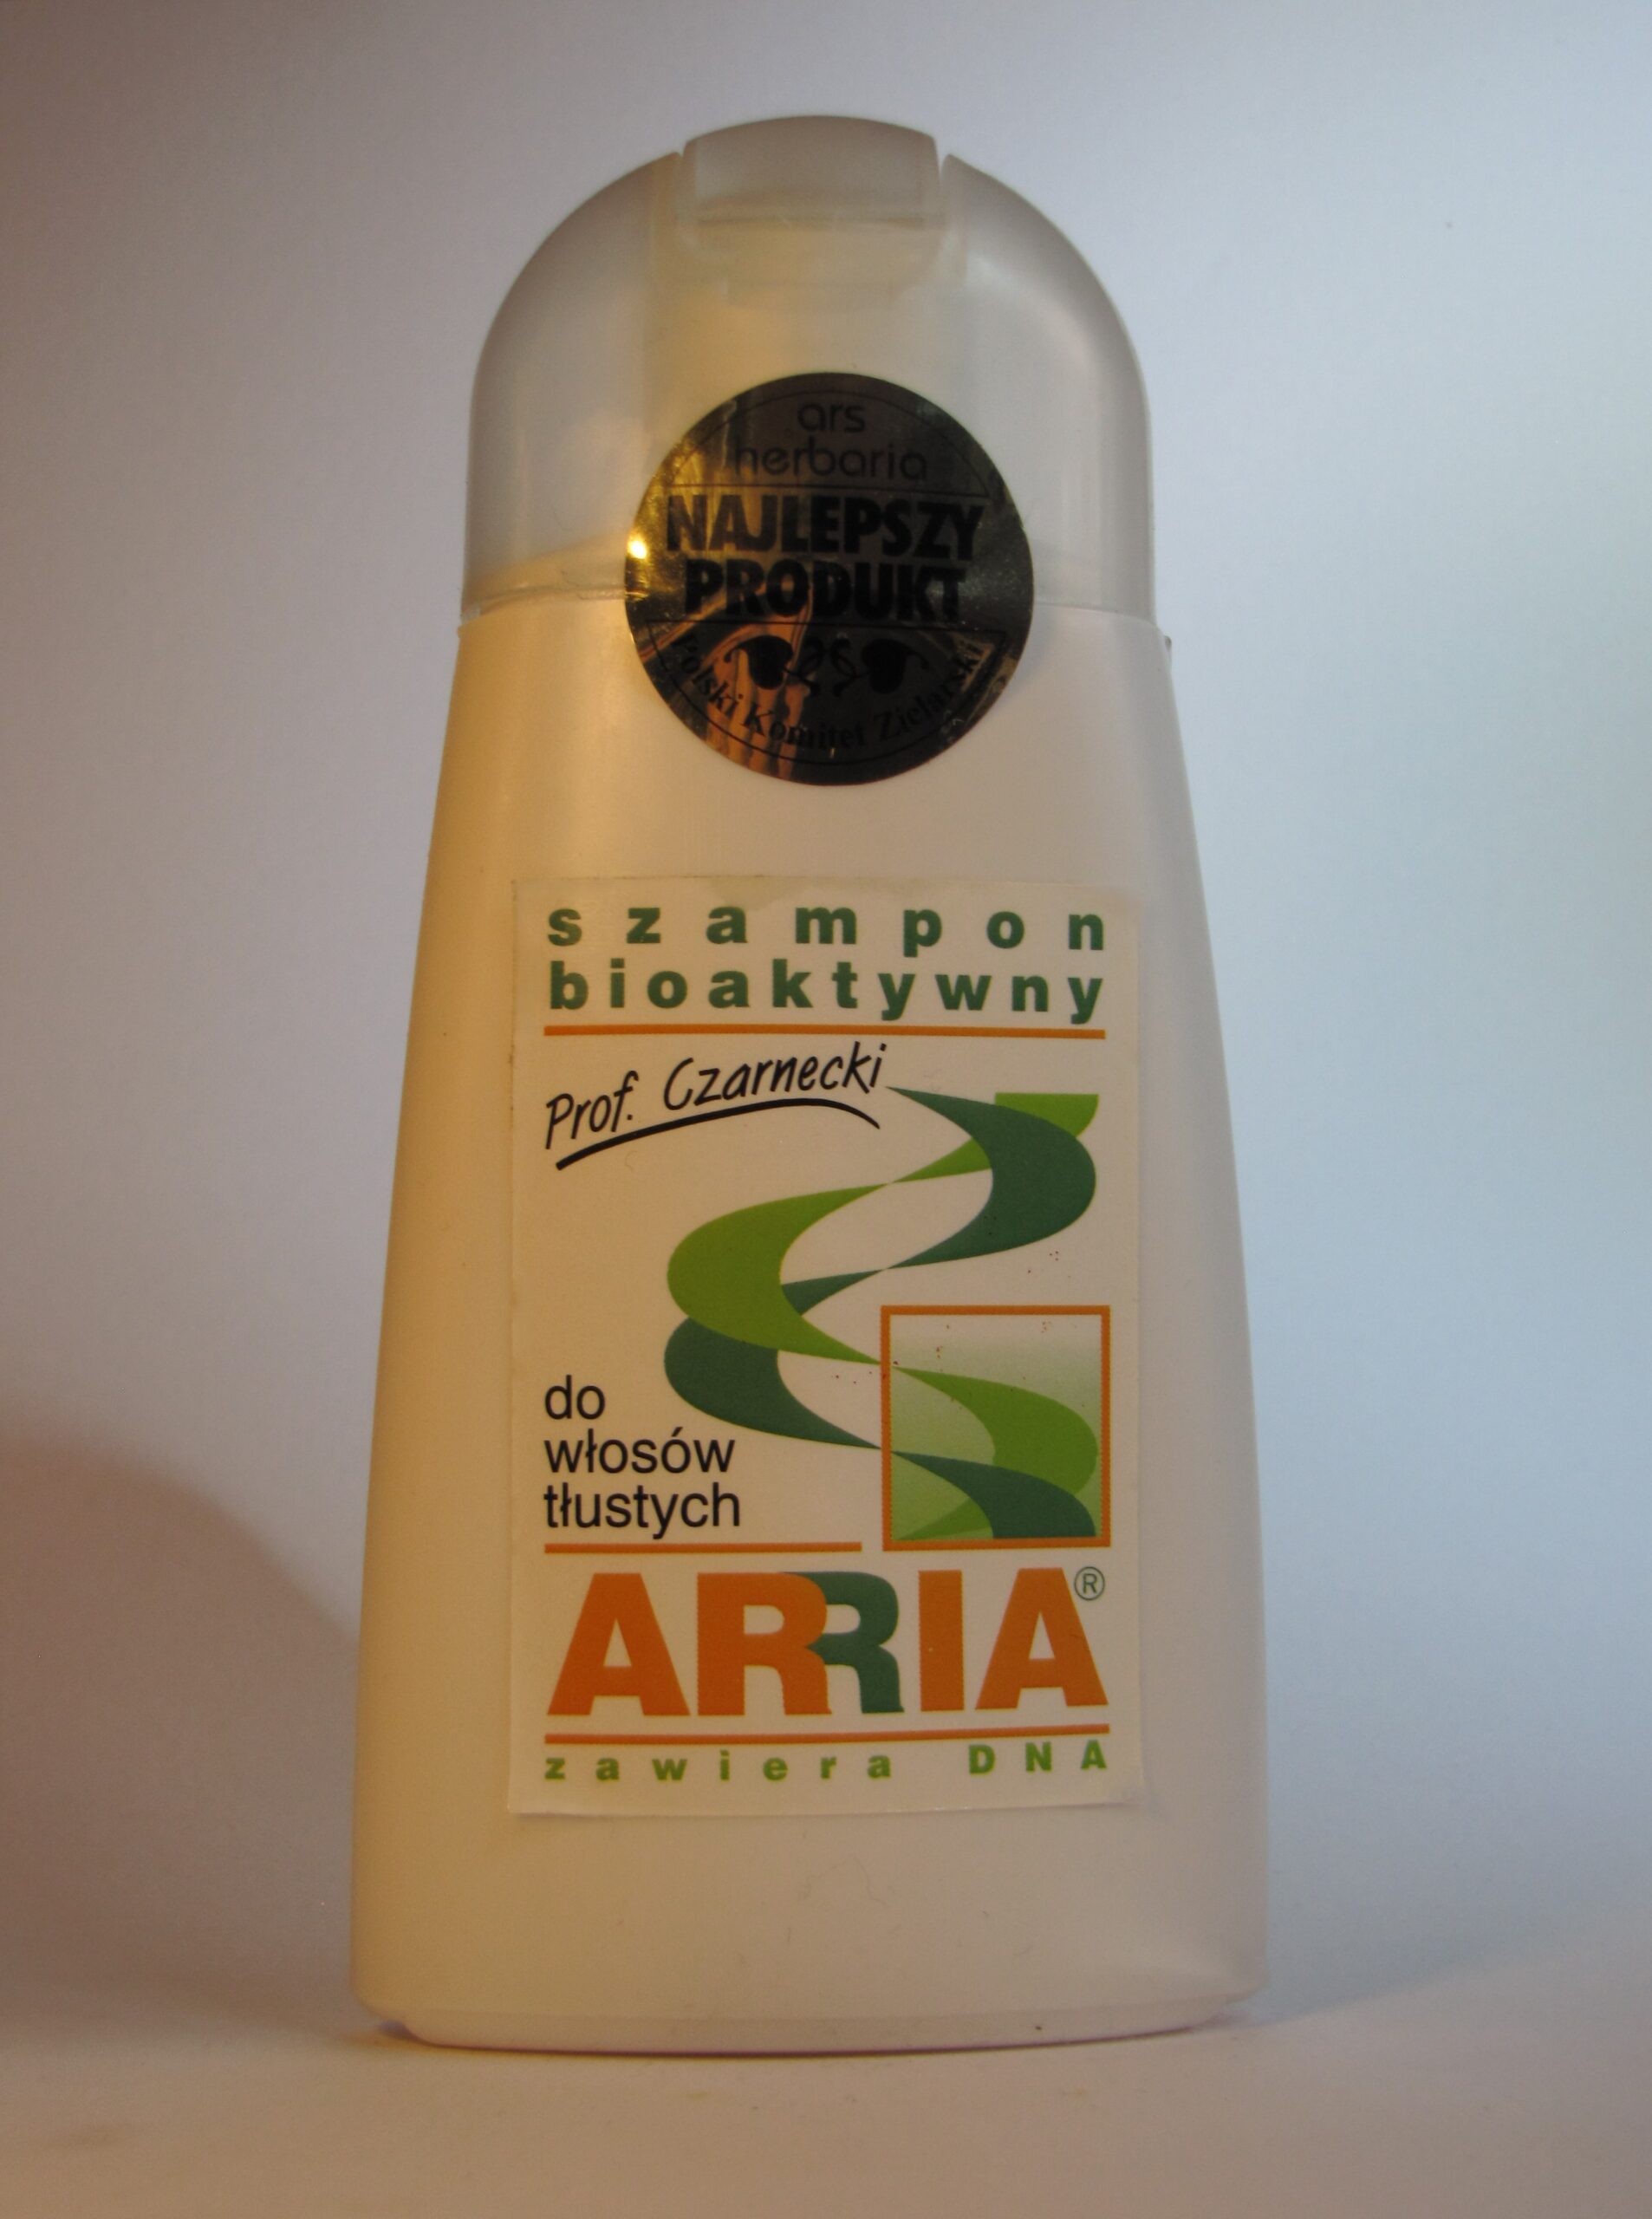 ars
herbaria
NAJLEPSZY
PRODUKT
Polski Komitet Zielarski
szampon
bioaktywny
Prof. Czarnecki
do
włosów
tłustych
ARRIA®
zawiera DNA